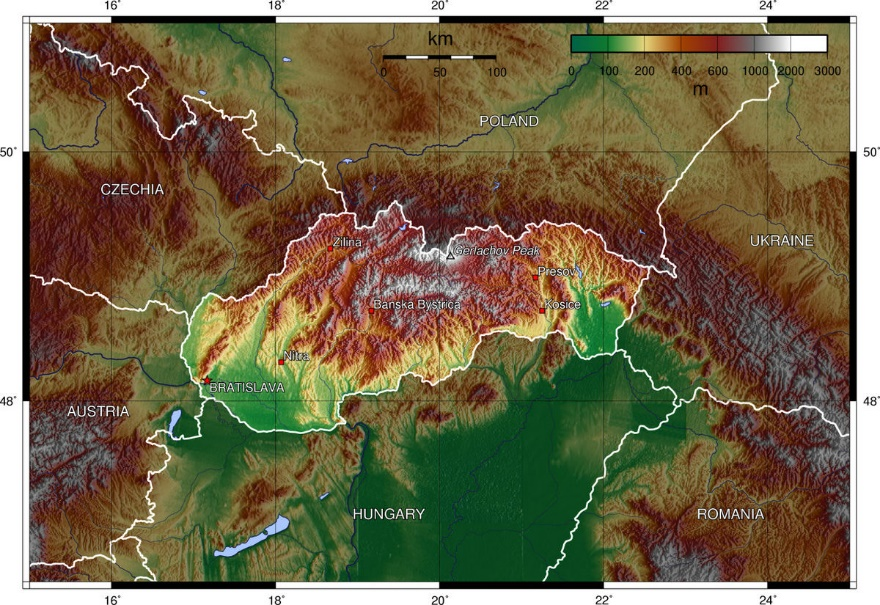 16° 18° 20° 22° 24°
km
0 50 100
0 100 200 400 600 1000 2000 3000
m
POLAND
50° 50°
CZECHIA
UKRAINE
Zilina
Gerlachov Peak
Presov
Banska Bystrica
Kosice
Nitra
BRATISLAVA
48° 48°
AUSTRIA
HUNGARY
ROMANIA
16° 18° 20° 22° 24°